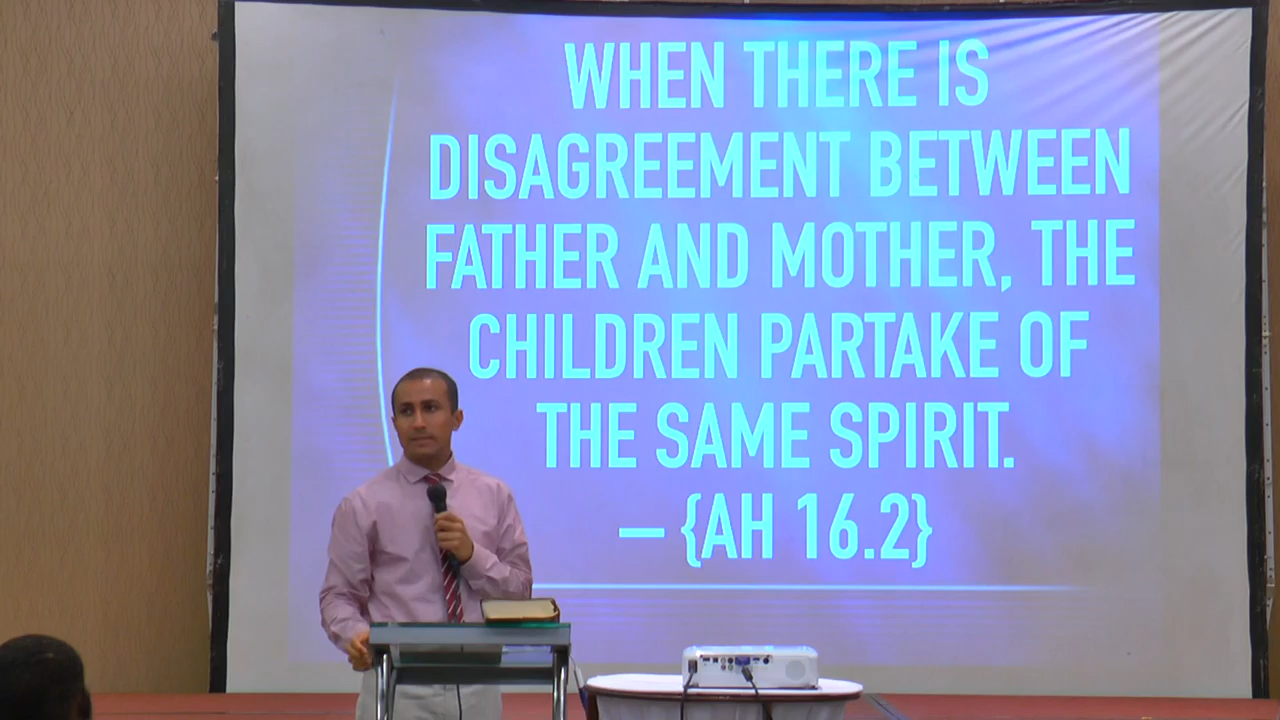 WHEN THERE IS
DISAGREEMENT BETWEEN
FATHER AND MOTHER, THE
CHILDREN PARTAKE OF
THE SAME SPIRIT.
– {AH 16.2}